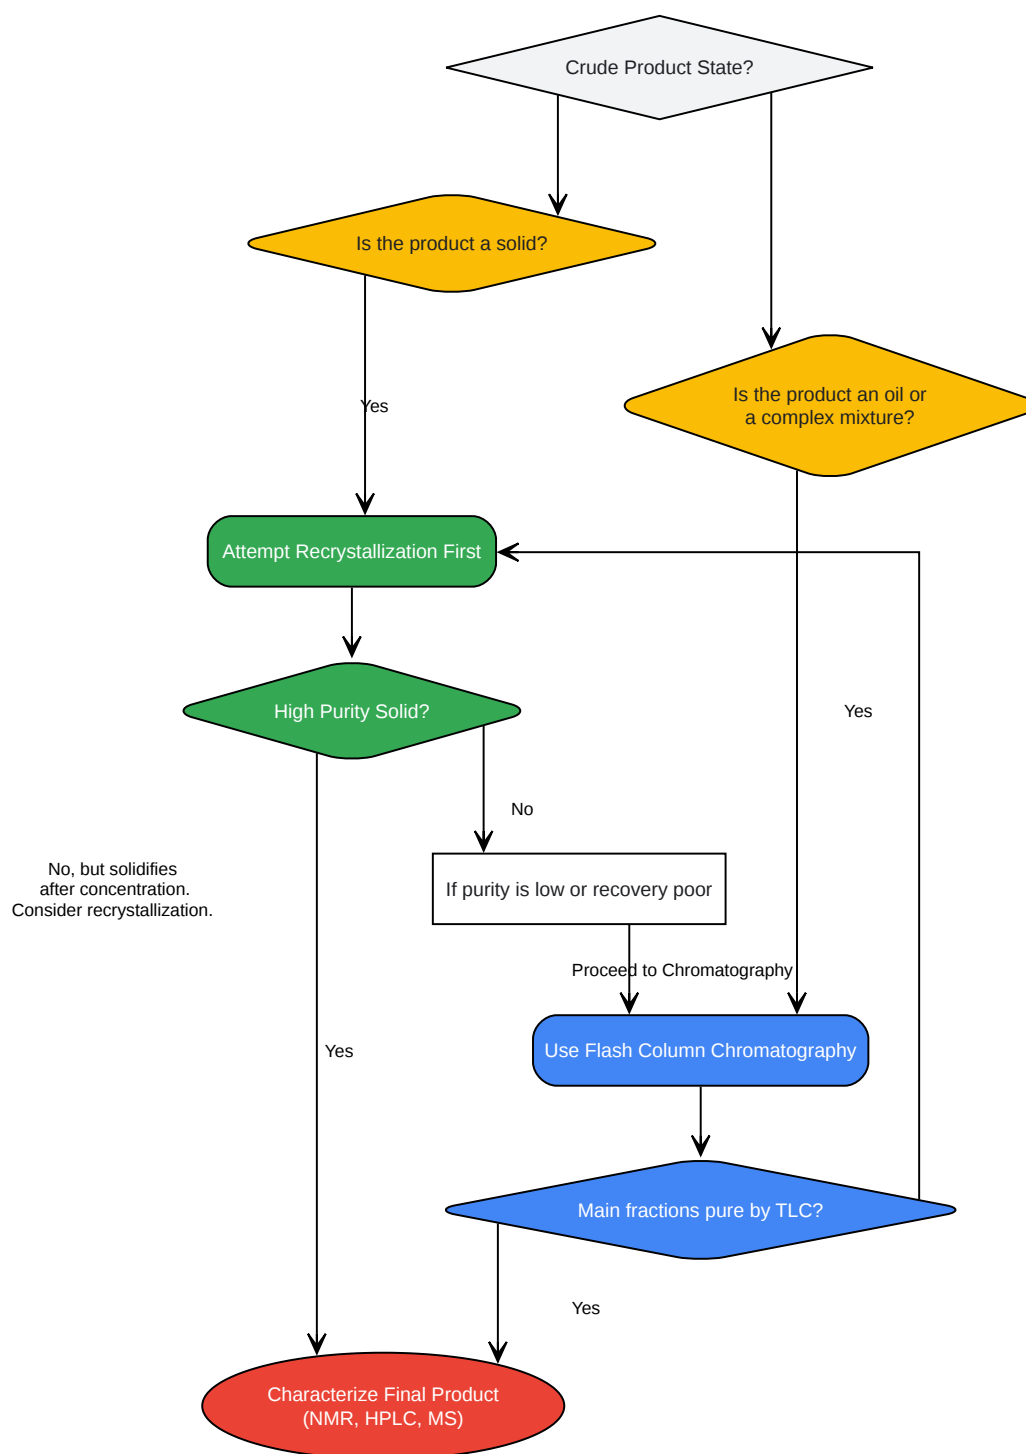 Crude Product State?
Is the product a solid?
Is the product an oil or
a complex mixture?
Yes
Attempt Recrystallization First
High Purity Solid?
Yes
No
No, but solidifies
after concentration.
Consider recrystallization.
If purity is low or recovery poor
Proceed to Chromatography
Yes
Use Flash Column Chromatography
Main fractions pure by TLC?
Yes
Characterize Final Product
(NMR, HPLC, MS)